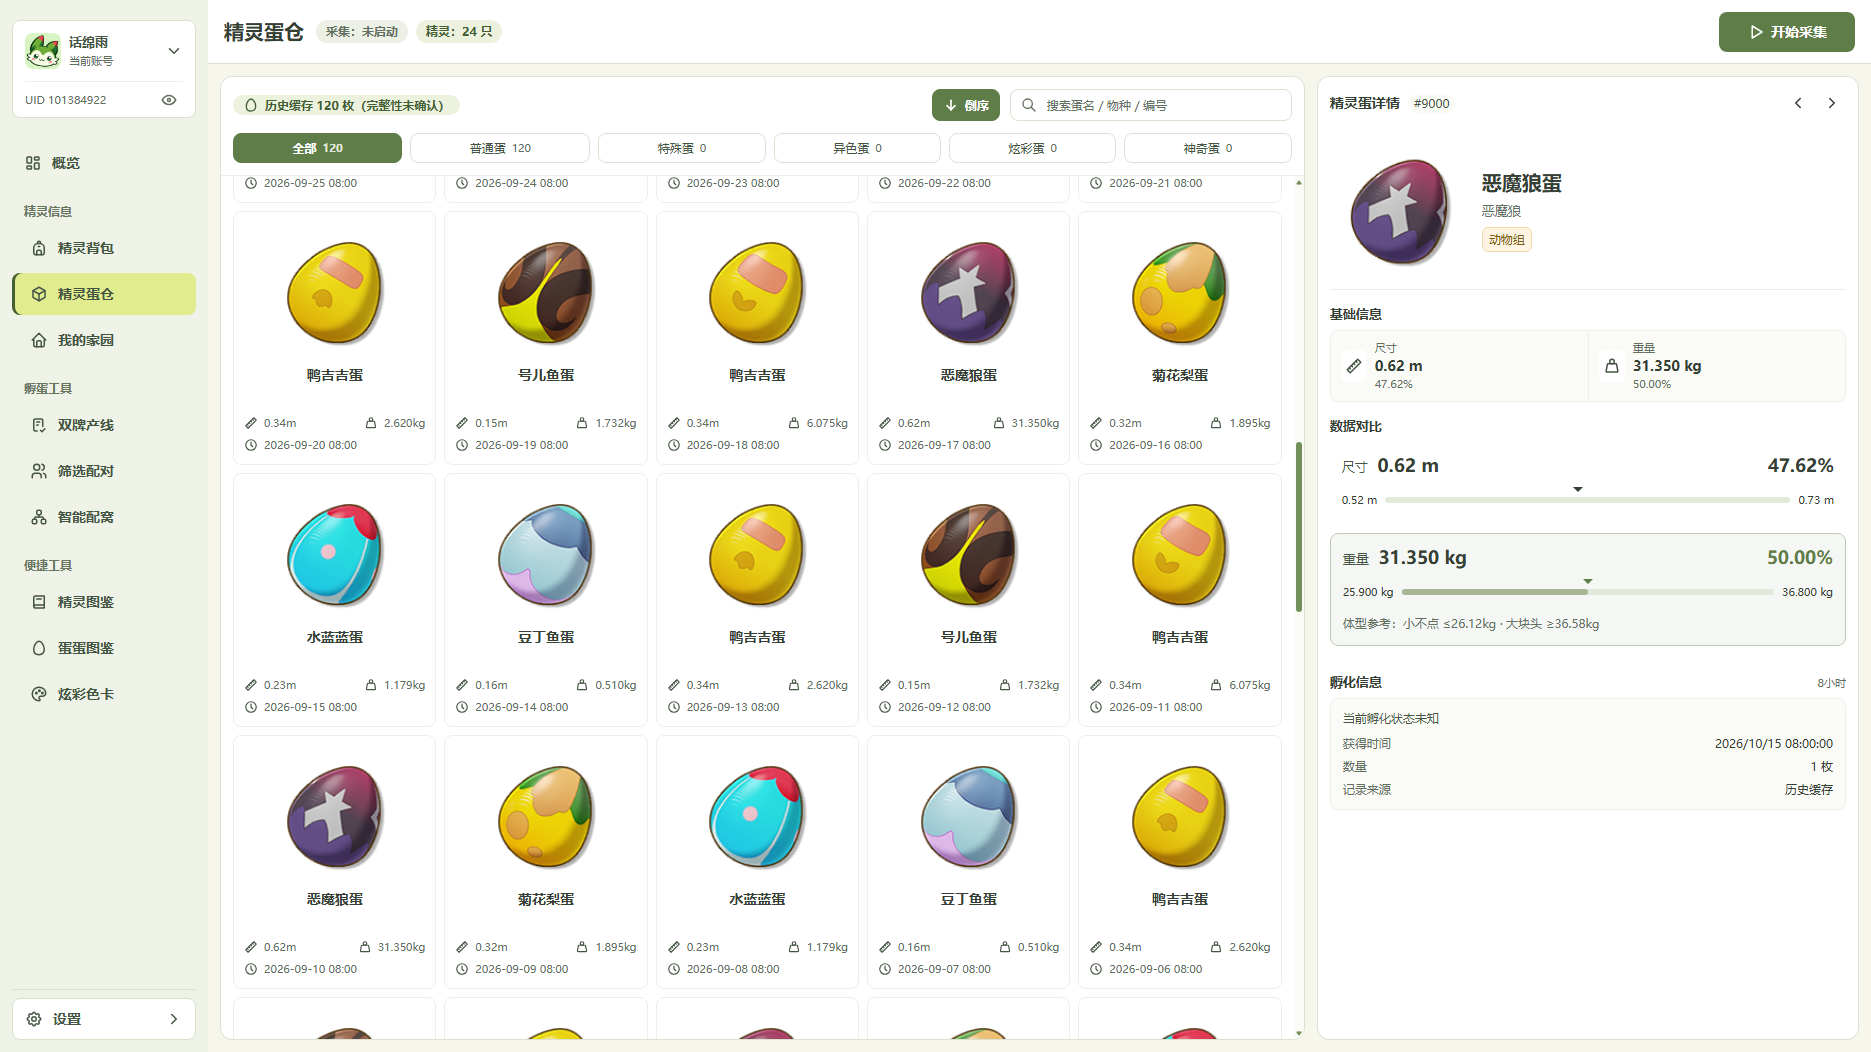 话绵雨
当前账号
UID 101384922
概览
精灵信息
精灵背包
精灵蛋仓
我的家园
孵蛋工具
双牌产线
筛选配对
智能配窝
便捷工具
精灵图鉴
蛋蛋图鉴
炫彩色卡
设置
精灵蛋仓
采集：未启动
精灵：24 只
开始采集
历史缓存 120 枚（完整性未确认）
倒序
搜索蛋名 / 物种 / 编号
全部 120
普通蛋 120
特殊蛋 0
异色蛋 0
炫彩蛋 0
神奇蛋 0
2026-09-25 08:00
2026-09-24 08:00
2026-09-23 08:00
2026-09-22 08:00
2026-09-21 08:00
鸭吉吉蛋
0.34m 2.620kg
2026-09-20 08:00
号儿鱼蛋
0.15m 1.732kg
2026-09-19 08:00
鸭吉吉蛋
0.34m 6.075kg
2026-09-18 08:00
恶魔狼蛋
0.62m 31.350kg
2026-09-17 08:00
菊花梨蛋
0.32m 1.895kg
2026-09-16 08:00
水蓝蓝蛋
0.23m 1.179kg
2026-09-15 08:00
豆丁鱼蛋
0.16m 0.510kg
2026-09-14 08:00
鸭吉吉蛋
0.34m 2.620kg
2026-09-13 08:00
号儿鱼蛋
0.15m 1.732kg
2026-09-12 08:00
鸭吉吉蛋
0.34m 6.075kg
2026-09-11 08:00
恶魔狼蛋
0.62m 31.350kg
2026-09-10 08:00
菊花梨蛋
0.32m 1.895kg
2026-09-09 08:00
水蓝蓝蛋
0.23m 1.179kg
2026-09-08 08:00
豆丁鱼蛋
0.16m 0.510kg
2026-09-07 08:00
鸭吉吉蛋
0.34m 2.620kg
2026-09-06 08:00
精灵蛋详情 #9000
恶魔狼蛋
恶魔狼
动物组
基础信息
尺寸
0.62 m
47.62%
重量
31.350 kg
50.00%
数据对比
尺寸 0.62 m 47.62%
0.52 m 0.73 m
重量 31.350 kg 50.00%
25.900 kg 36.800 kg
体型参考：小不点 ≤26.12kg · 大块头 ≥36.58kg
孵化信息 8小时
当前孵化状态未知
获得时间 2026/10/15 08:00:00
数量 1 枚
记录来源 历史缓存